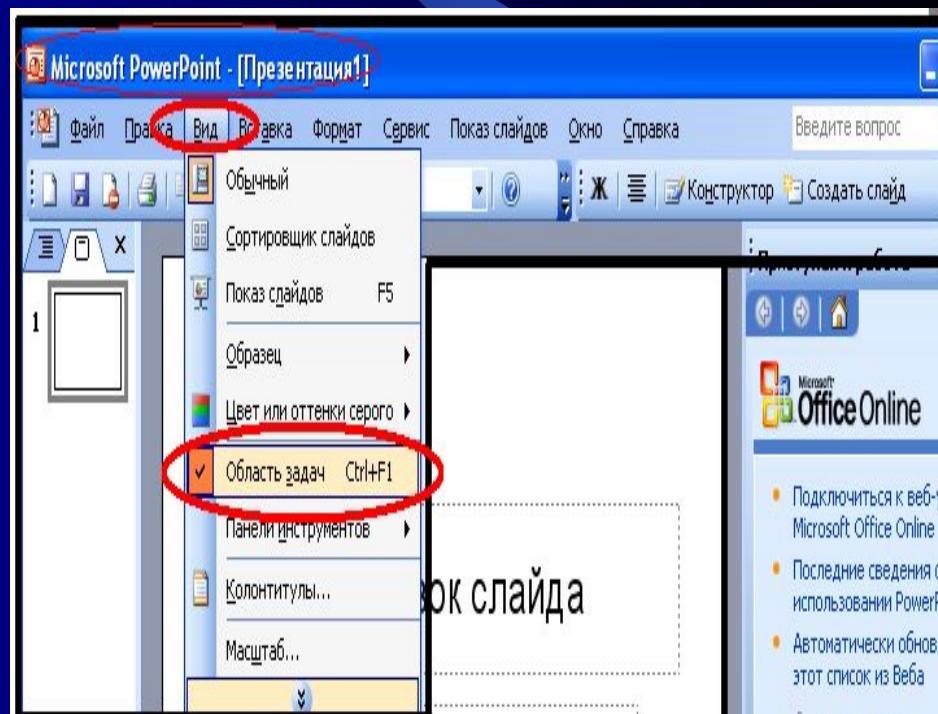 Microsoft PowerPoint - [Презентация1]
Файл Правка Вид Вставка Формат Сервис Показ слайдов Окно Справка Введите вопрос
Ж Конструктор Создать слайд
Обычный
Сортировщик слайдов
Показ слайдов F5
Образец
Цвет или оттенки серого
Область задач Ctrl+F1
Панели инструментов
Колонтитулы...
Масштаб...
1
ок слайда
Microsoft
Office Online
Подключиться к веб-
Microsoft Office Online
Последние сведения
использовании Power
Автоматически обнов
этот список из Веба